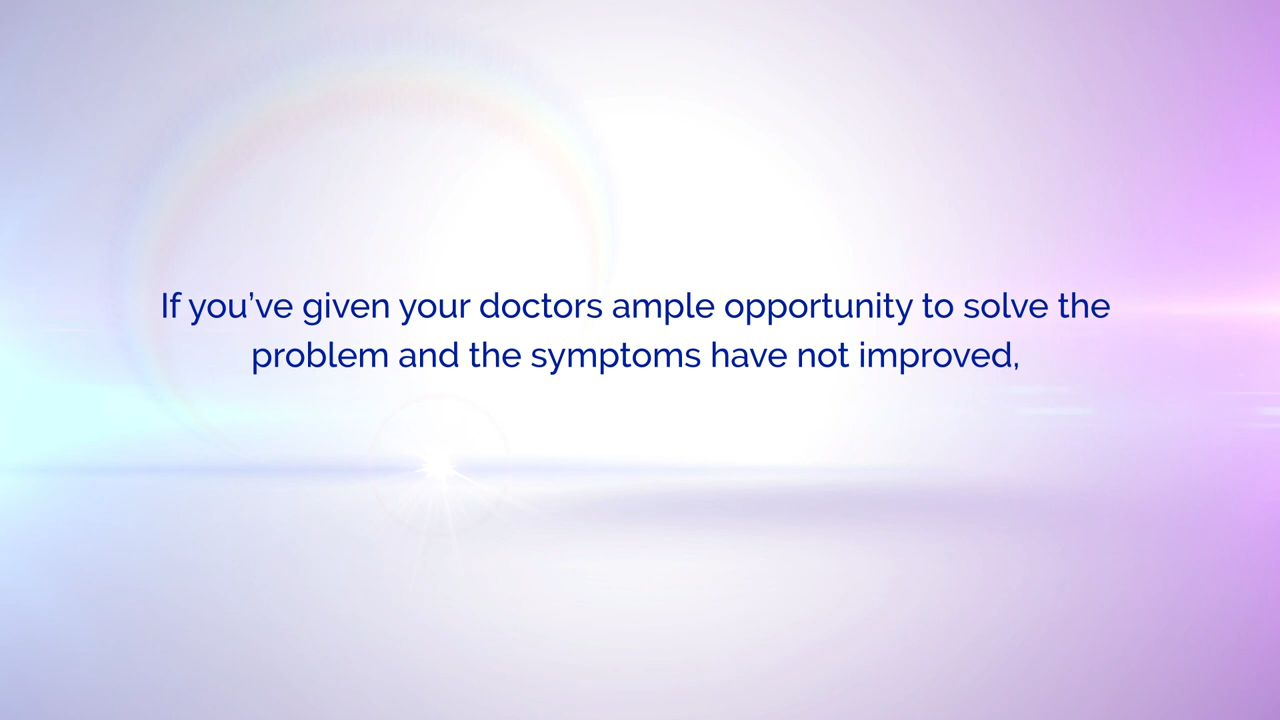 If you’ve given your doctors ample opportunity to solve the
problem and the symptoms have not improved,